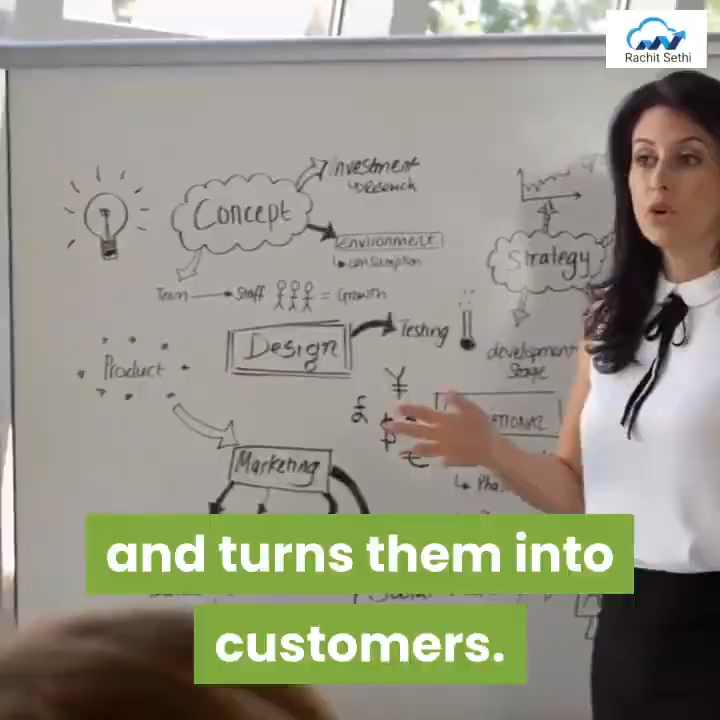 Rachit Sethi
Investment
Concept
environment
consumption
Strategy
Team
Staff
= Growth
Testing
Design
development
Stage
Product
¥
£
$
€
Marketing
and turns them into
customers.